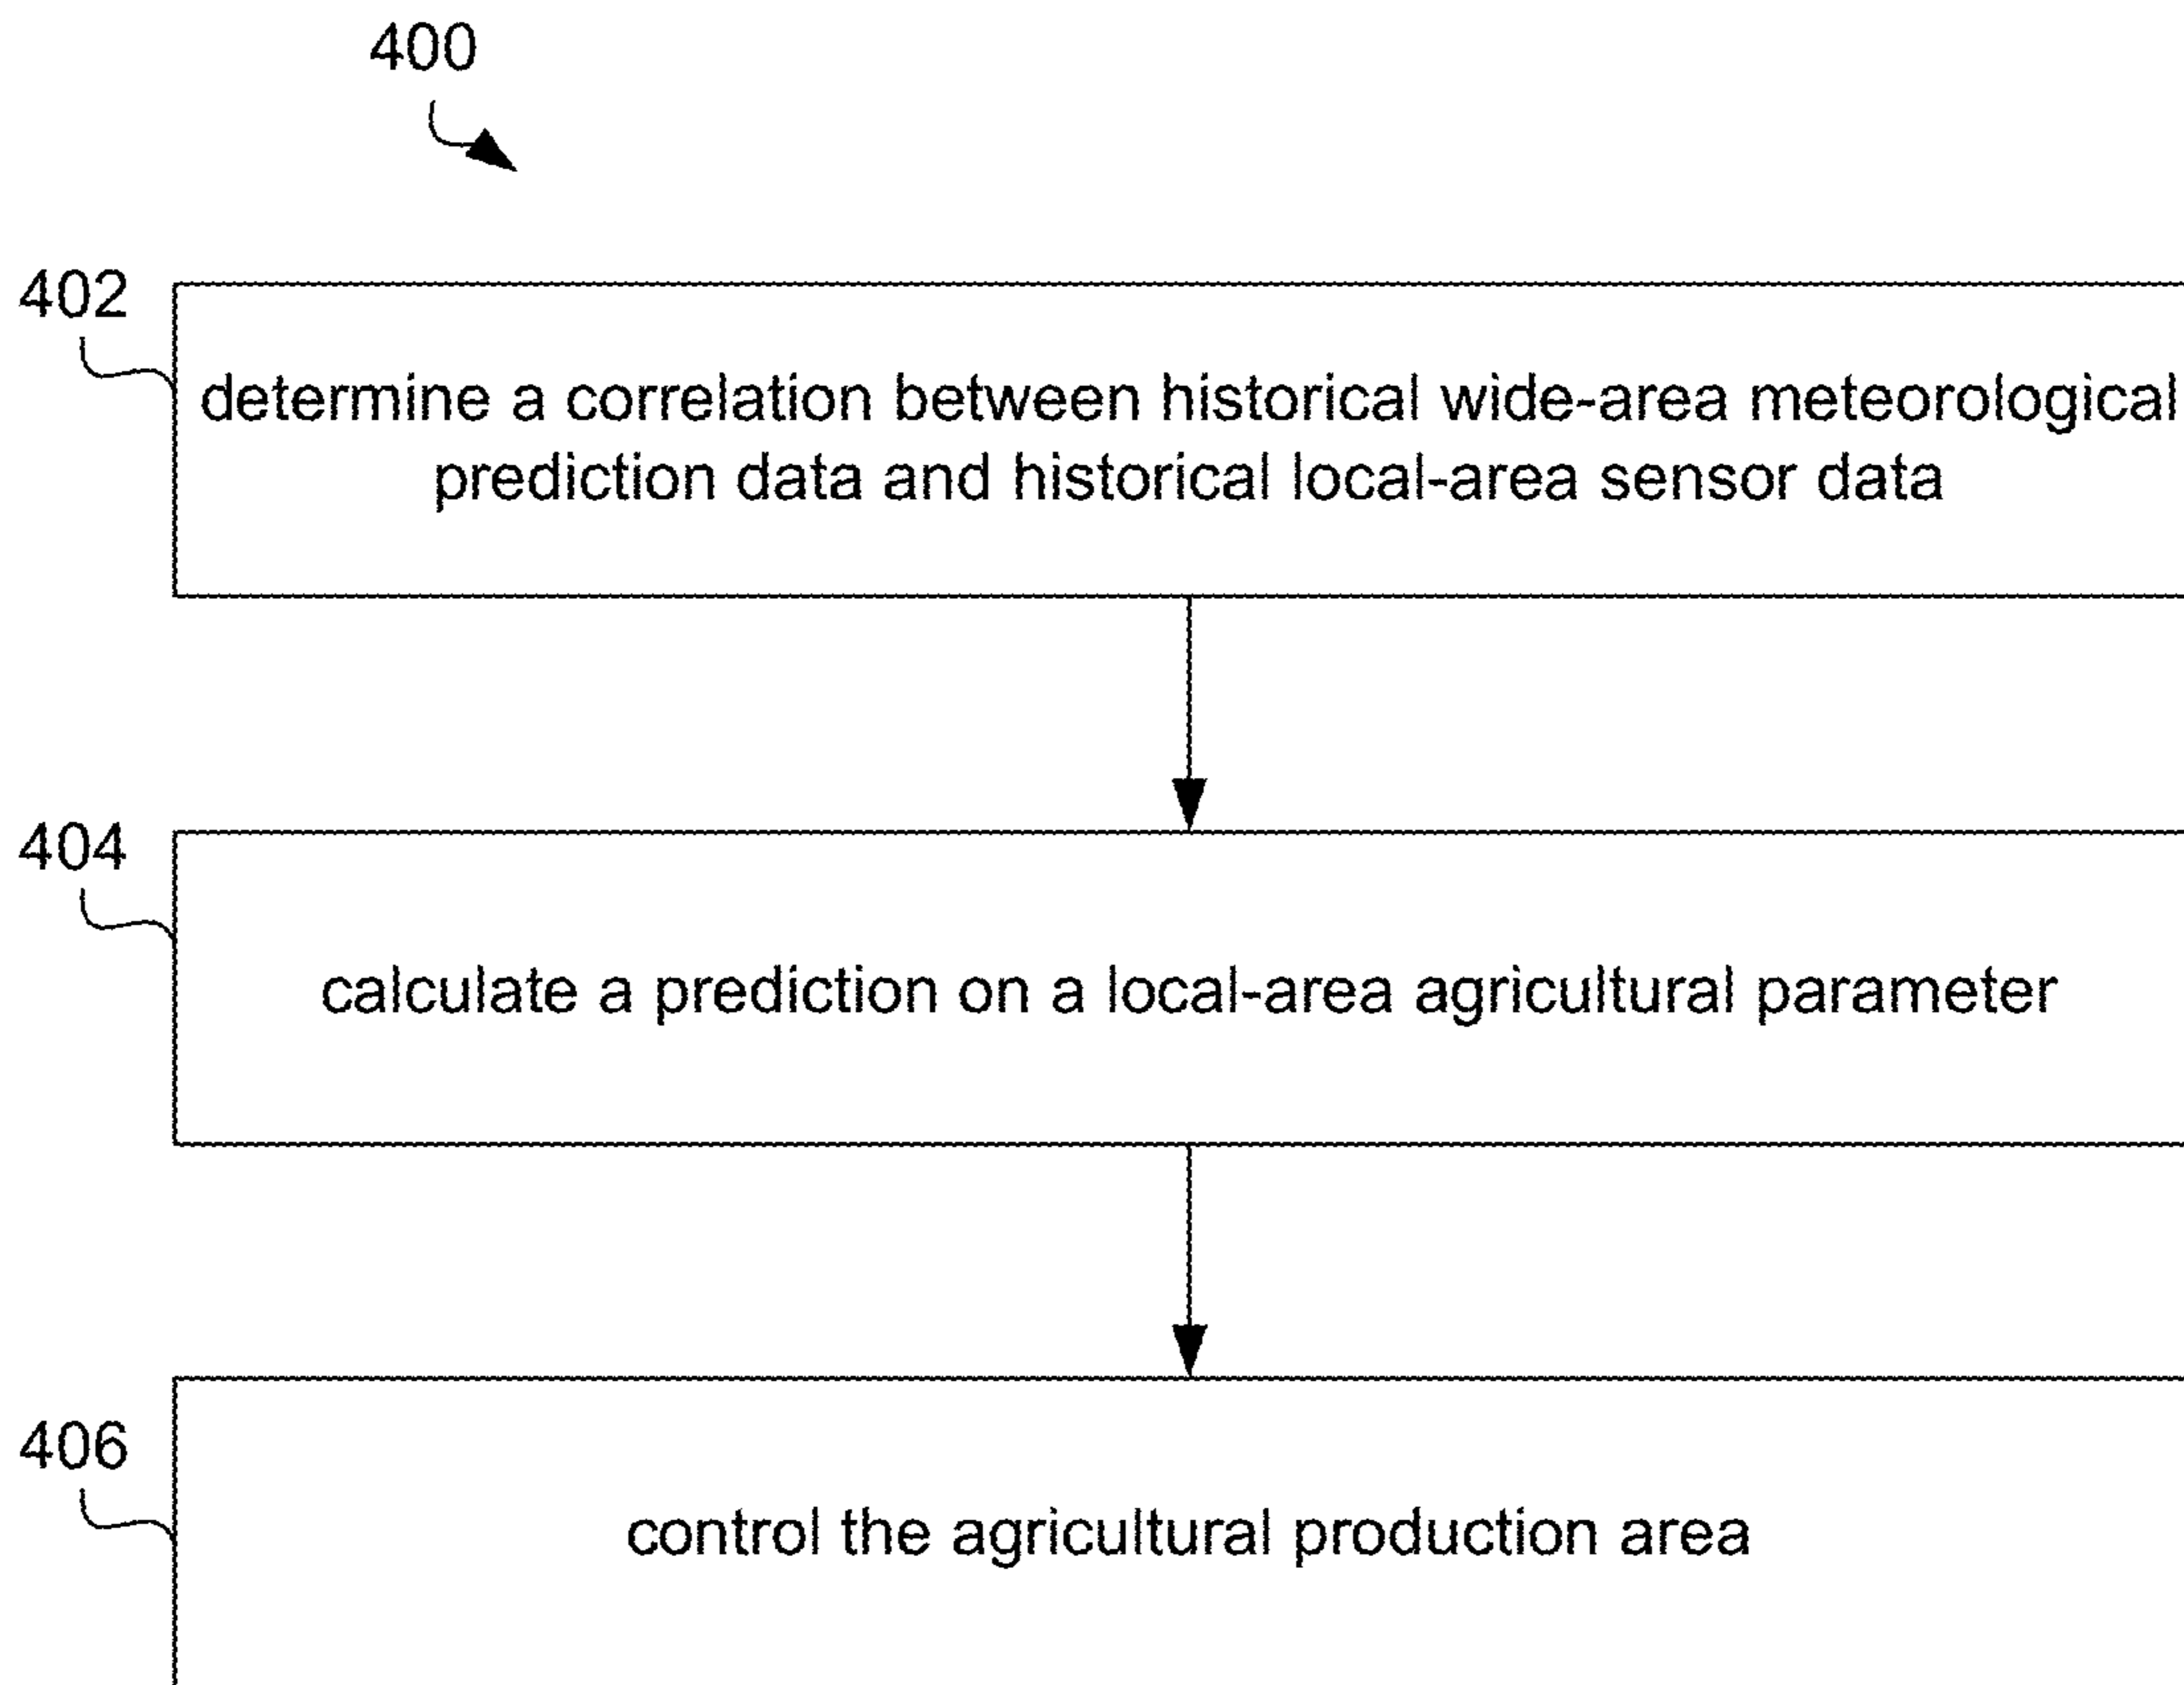 400
402
determine a correlation between historical wide-area meteorological
prediction data and historical local-area sensor data
404
calculate a prediction on a local-area agricultural parameter
406
control the agricultural production area